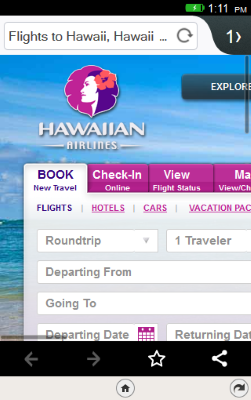 1:11 PM
Flights to Hawaii, Hawaii ...
1
EXPLORE
HAWAIIAN
AIRLINES
BOOK Check-In View Ma
New Travel Online Flight Status View/Ch
FLIGHTS | HOTELS | CARS | VACATION PAC
Roundtrip 1 Traveler
Departing From
Going To
Departing Date Returning Dat